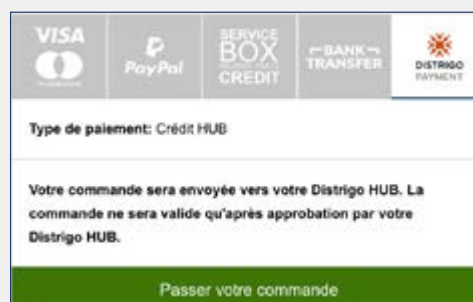 VISA
PayPal
SERVICE
BOX
CREDIT
BANK
TRANSFER
DISTRIGO
PAYMENT
Type de paiement: Crédit HUB
Votre commande sera envoyée vers votre Distrigo HUB. La
commande ne sera valide qu'après approbation par votre
Distrigo HUB.
Passer votre commande